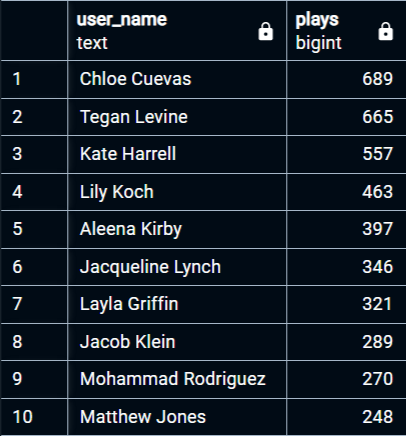 user_name plays
text bigint
1 Chloe Cuevas 689
2 Tegan Levine 665
3 Kate Harrell 557
4 Lily Koch 463
5 Aleena Kirby 397
6 Jacqueline Lynch 346
7 Layla Griffin 321
8 Jacob Klein 289
9 Mohammad Rodriguez 270
10 Matthew Jones 248